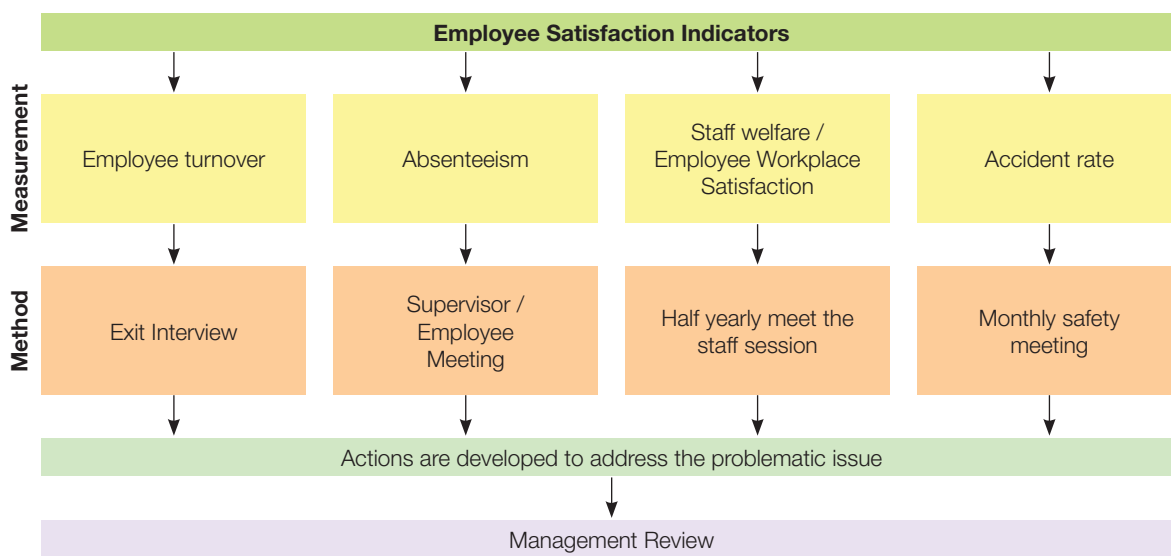 Employee Satisfaction Indicators
Measurement
Employee turnover
Absenteeism
Staff welfare /
Employee Workplace
Satisfaction
Accident rate
Method
Exit Interview
Supervisor /
Employee
Meeting
Half yearly meet the
staff session
Monthly safety
meeting
Actions are developed to address the problematic issue
Management Review